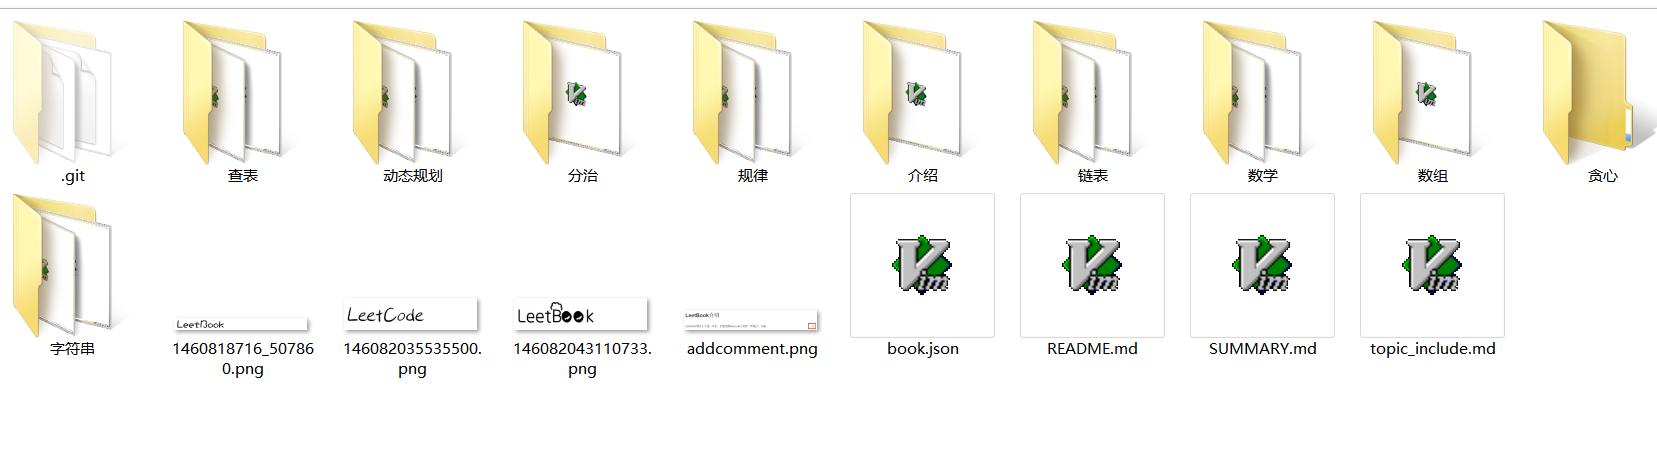 .git
查表
动态规划
分治
规律
介绍
链表
数学
数组
贪心
字符串
LeetBook
1460818716_50786
0.png
LeetCode
146082035535500.
png
LeetBook
146082043110733.
png
LeetBook介绍
addcomment.png
book.json
README.md
SUMMARY.md
topic_include.md